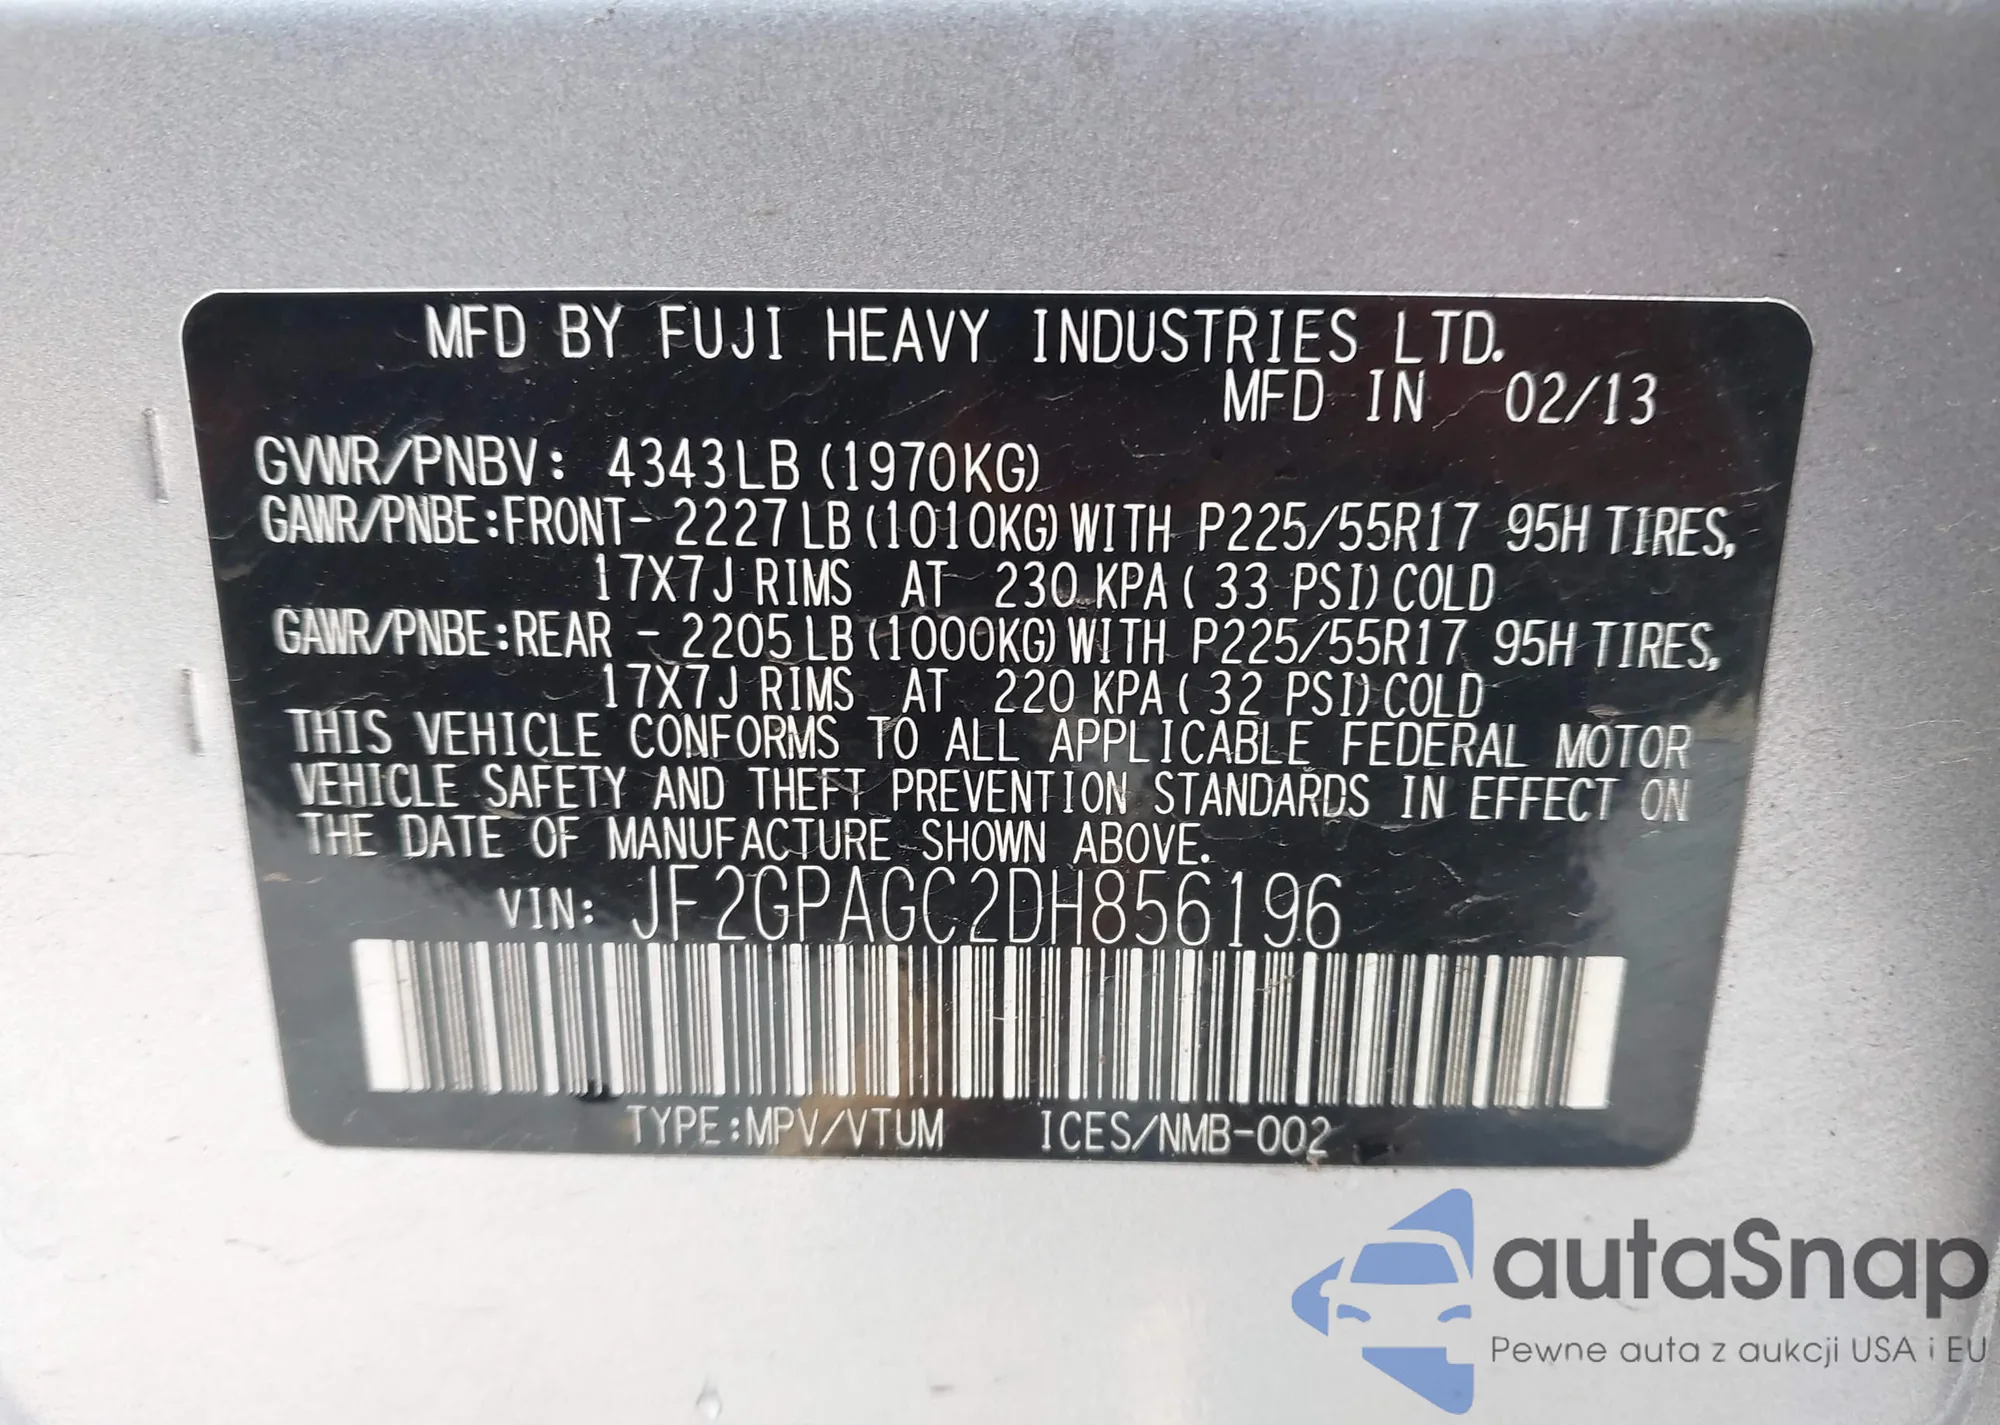 MFD BY FUJI HEAVY INDUSTRIES LTD.
MFD IN 02/13
GVWR/PNBV: 4343LB (1970KG)
GAWR/PNBE:FRONT- 2227LB (1010KG) WITH P225/55R17 95H TIRES,
17X7J RIMS AT 230 KPA ( 33 PSI) COLD
GAWR/PNBE:REAR - 2205LB (1000KG) WITH P225/55R17 95H TIRES,
17X7J RIMS AT 220 KPA ( 32 PSI) COLD
THIS VEHICLE CONFORMS TO ALL APPLICABLE FEDERAL MOTOR
VEHICLE SAFETY AND THEFT PREVENTION STANDARDS IN EFFECT ON
THE DATE OF MANUFACTURE SHOWN ABOVE.
VIN: JF2GPAGC2DH856196
TYPE:MPV/VTUM ICES/NMB-002
autaSnap
Pewne auta z aukcji USA i EU